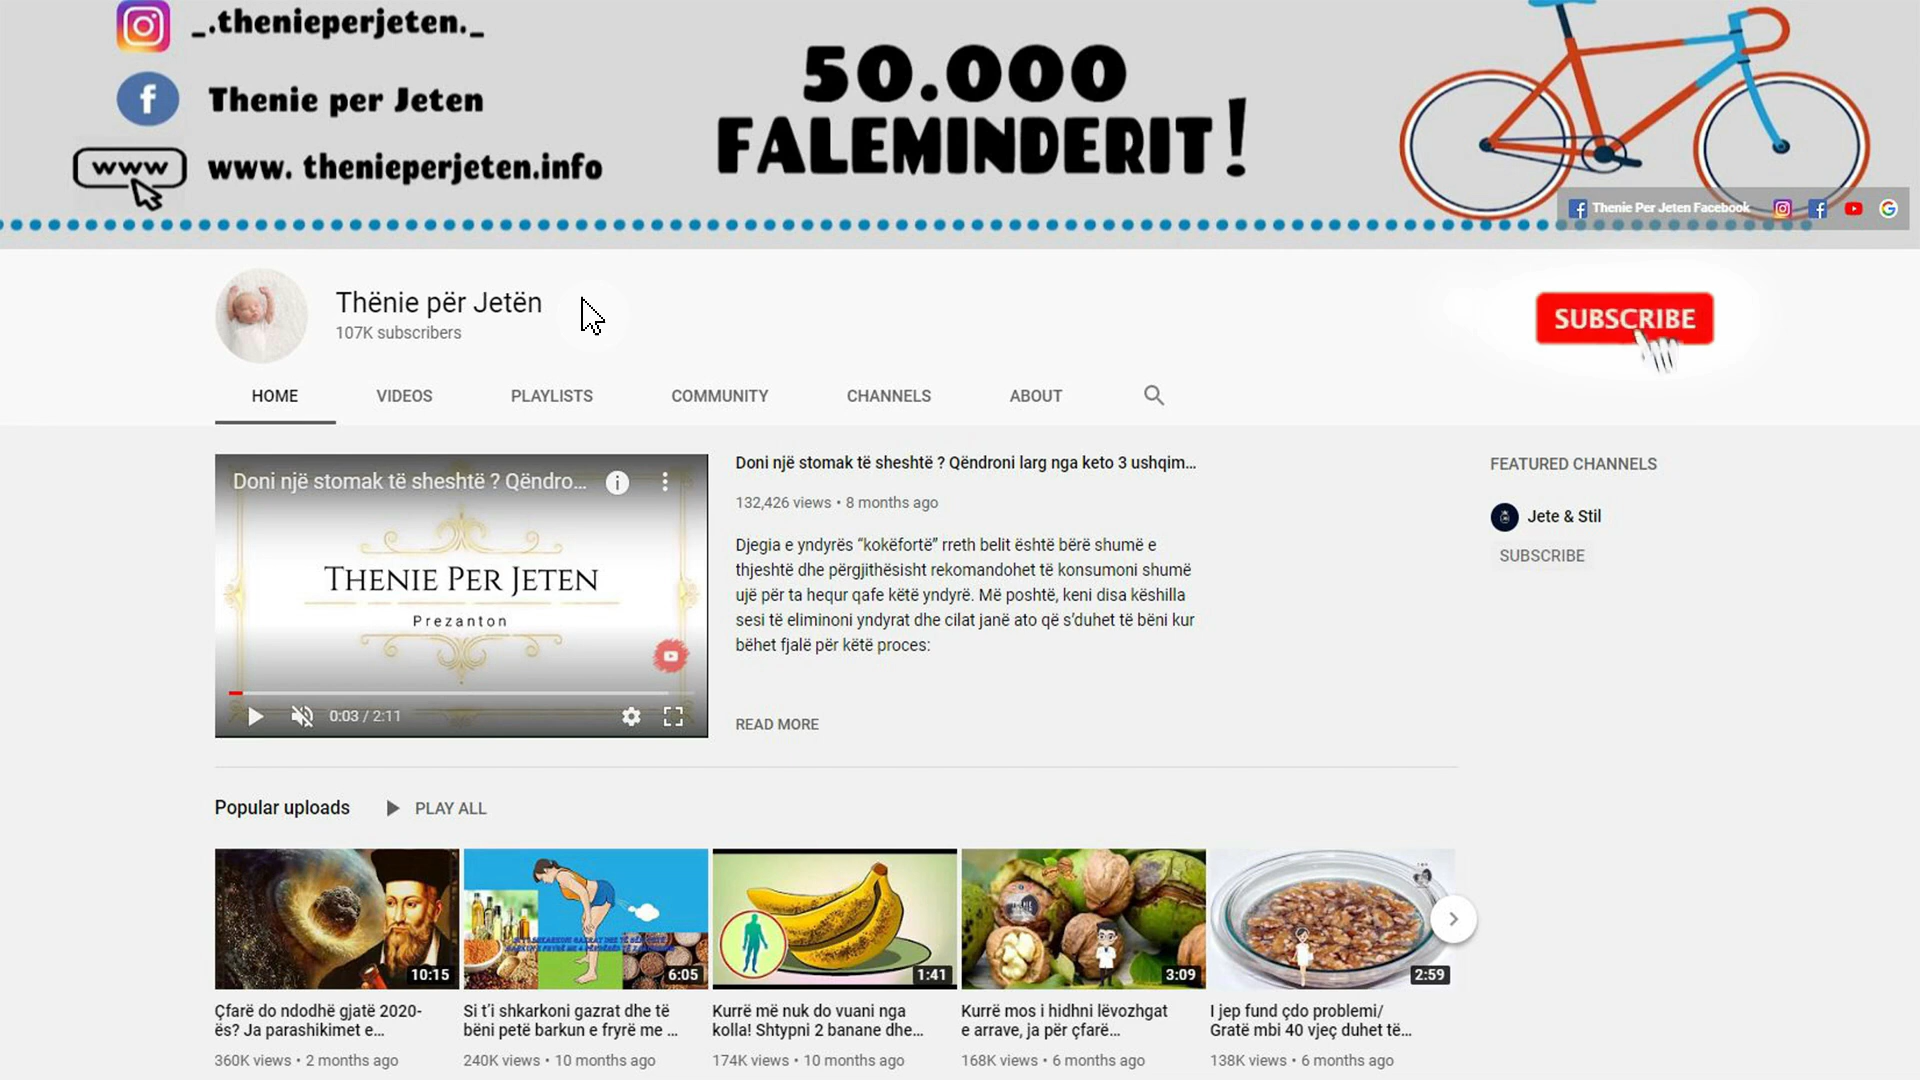 _.thenieperjeten._
Thenie per Jeten
www
www. thenieperjeten.info
50.000
FALEMINDERIT!
Thenie Per Jeten Facebook
Thënie për Jetën
107K subscribers
SUBSCRIBE
HOME VIDEOS PLAYLISTS COMMUNITY CHANNELS ABOUT
Doni një stomak të sheshtë ? Qëndro...
THENIE PER JETEN
Prezanton
0:03 / 2:11
Doni një stomak të sheshtë ? Qëndroni larg nga keto 3 ushqim...
132,426 views • 8 months ago
Djegia e yndyrës “kokëfortë” rreth belit është bërë shumë e
thjeshtë dhe përgjithësisht rekomandohet të konsumoni shumë
ujë për ta hequr qafe këtë yndyrë. Më poshtë, keni disa këshilla
sesi të eliminoni yndyrat dhe cilat janë ato që s’duhet të bëni kur
bëhet fjalë për këtë proces:
READ MORE
FEATURED CHANNELS
Jete & Stil
SUBSCRIBE
Popular uploads PLAY ALL
10:15
Çfarë do ndodhë gjatë 2020-
ës? Ja parashikimet e...
360K views • 2 months ago
6:05
Si t’i shkarkoni gazrat dhe të
bëni petë barkun e fryrë me ...
240K views • 10 months ago
1:41
Kurrë më nuk do vuani nga
kolla! Shtypni 2 banane dhe...
174K views • 10 months ago
3:09
Kurrë mos i hidhni lëvozhgat
e arrave, ja për çfarë...
168K views • 6 months ago
2:59
I jep fund çdo problemi/
Gratë mbi 40 vjeç duhet të...
138K views • 6 months ago